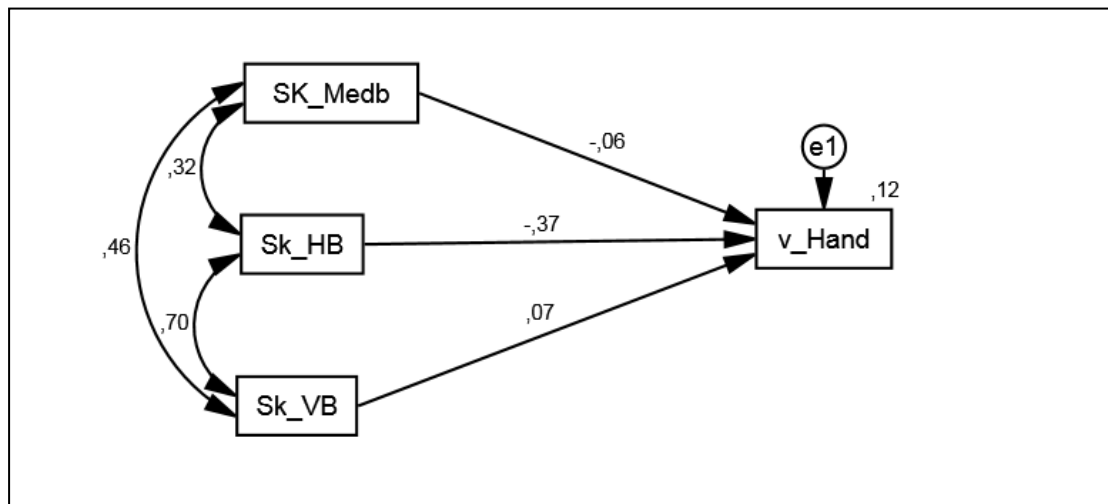 SK_Medb
-,06
e1
,32
,12
,46
Sk_HB
-,37
v_Hand
,70
,07
Sk_VB